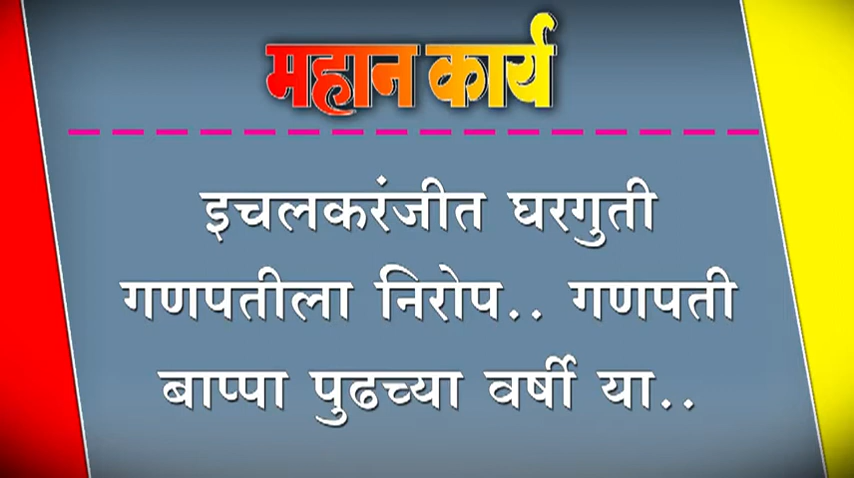 महान कार्य
इचलकरंजीत घरगुती
गणपतीला निरोप.. गणपती
बाप्पा पुढच्या वर्षी या..